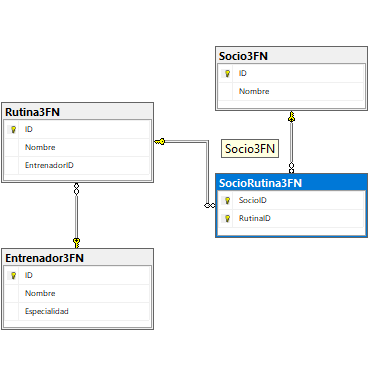 Socio3FN
ID
Nombre
Rutina3FN
ID
Nombre
EntrenadorID
Socio3FN
SocioRutina3FN
SocioID
RutinaID
Entrenador3FN
ID
Nombre
Especialidad